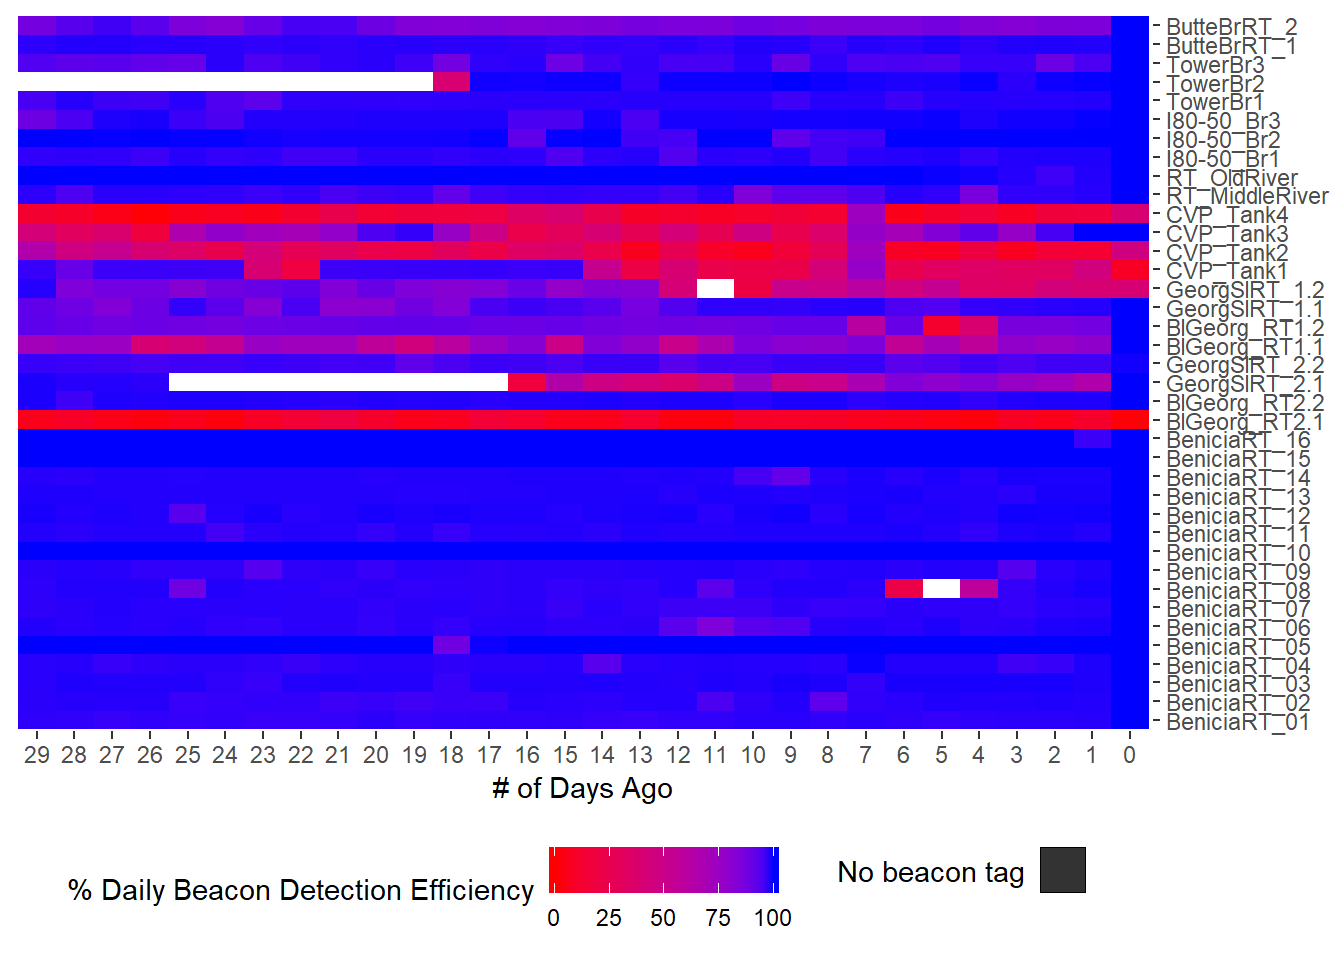 ButteBrRT_2
ButteBrRT_1
TowerBr3
TowerBr2
TowerBr1
I80-50_Br3
I80-50_Br2
I80-50_Br1
RT_OldRiver
RT_MiddleRiver
CVP_Tank4
CVP_Tank3
CVP_Tank2
CVP_Tank1
GeorgSlRT_1.2
GeorgSlRT_1.1
BlGeorg_RT1.2
BlGeorg_RT1.1
GeorgSlRT_2.2
GeorgSlRT_2.1
BlGeorg_RT2.2
BlGeorg_RT2.1
BeniciaRT_16
BeniciaRT_15
BeniciaRT_14
BeniciaRT_13
BeniciaRT_12
BeniciaRT_11
BeniciaRT_10
BeniciaRT_09
BeniciaRT_08
BeniciaRT_07
BeniciaRT_06
BeniciaRT_05
BeniciaRT_04
BeniciaRT_03
BeniciaRT_02
BeniciaRT_01
29 28 27 26 25 24 23 22 21 20 19 18 17 16 15 14 13 12 11 10 9 8 7 6 5 4 3 2 1 0
# of Days Ago
% Daily Beacon Detection Efficiency
0 25 50 75 100
No beacon tag